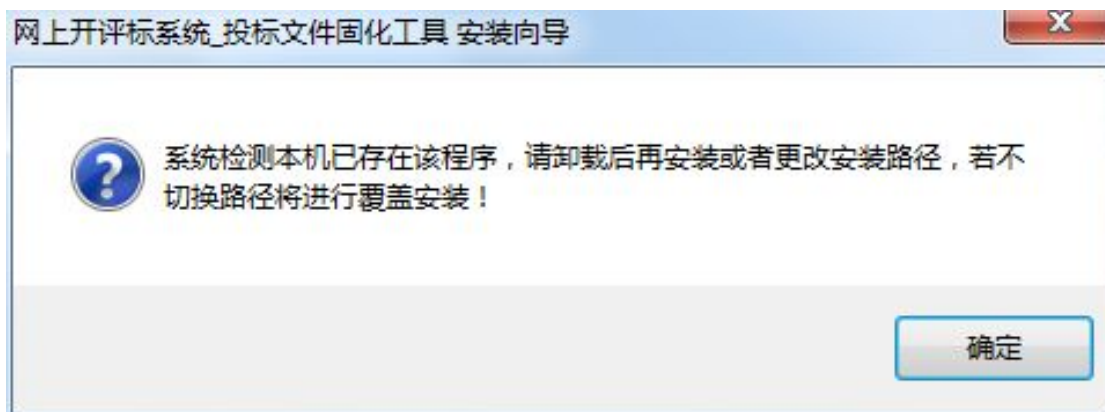 网上开评标系统_投标文件固化工具 安装向导
系统检测本机已存在该程序，请卸载后再安装或者更改安装路径，若不
切换路径将进行覆盖安装！
确定